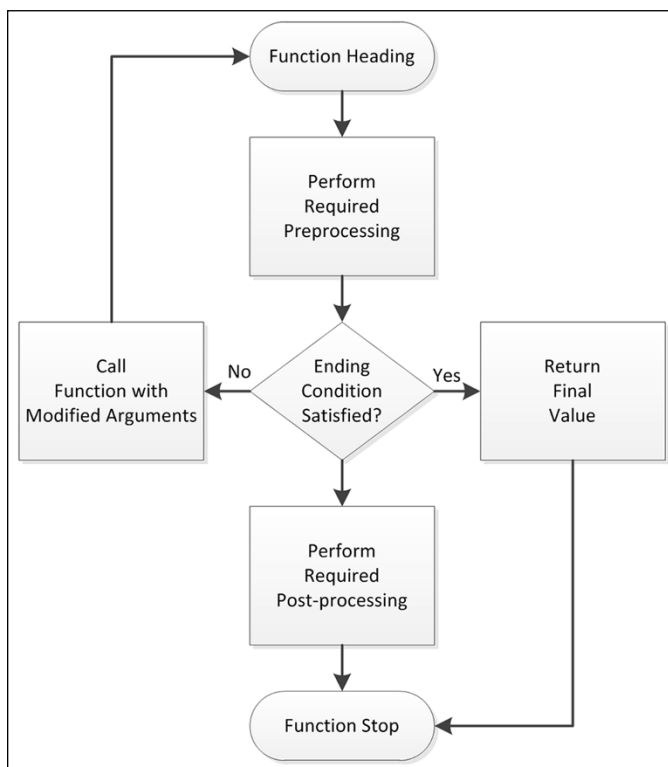 Function Heading
Perform
Required
Preprocessing
Call
Function with
Modified Arguments
No
Ending
Condition
Satisfied?
Yes
Return
Final
Value
Perform
Required
Post-processing
Function Stop